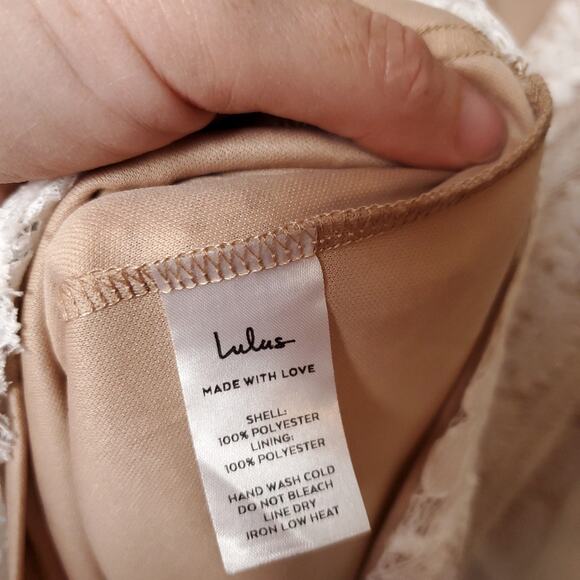 Lulus
MADE WITH LOVE
SHELL:
100% POLYESTER
LINING:
100% POLYESTER
HAND WASH COLD
DO NOT BLEACH
LINE DRY
IRON LOW HEAT